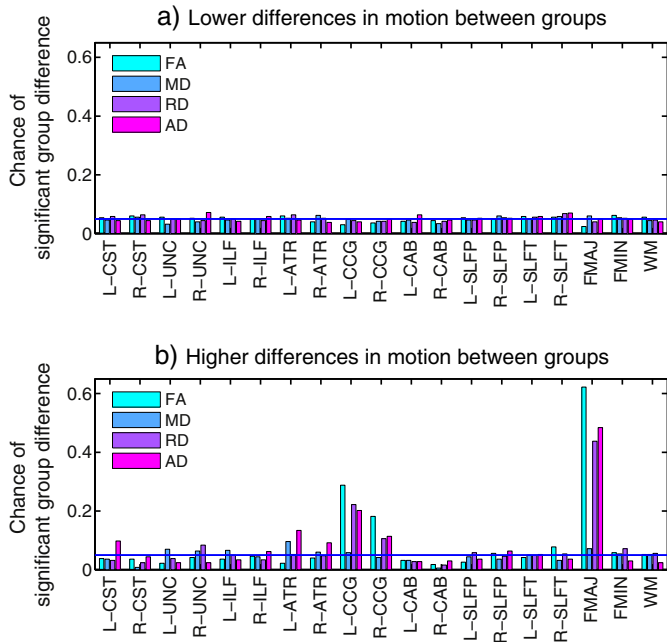 a) Lower differences in motion between groups
0.6
0.4
0.2
0
Chance of
significant group difference
FA
MD
RD
AD
L−CST
R−CST
L−UNC
R−UNC
L−ILF
R−ILF
L−ATR
R−ATR
L−CCG
R−CCG
L−CAB
R−CAB
L−SLFP
R−SLFP
L−SLFT
R−SLFT
FMAJ
FMIN
WM
b) Higher differences in motion between groups
0.6
0.4
0.2
0
Chance of
significant group difference
FA
MD
RD
AD
L−CST
R−CST
L−UNC
R−UNC
L−ILF
R−ILF
L−ATR
R−ATR
L−CCG
R−CCG
L−CAB
R−CAB
L−SLFP
R−SLFP
L−SLFT
R−SLFT
FMAJ
FMIN
WM